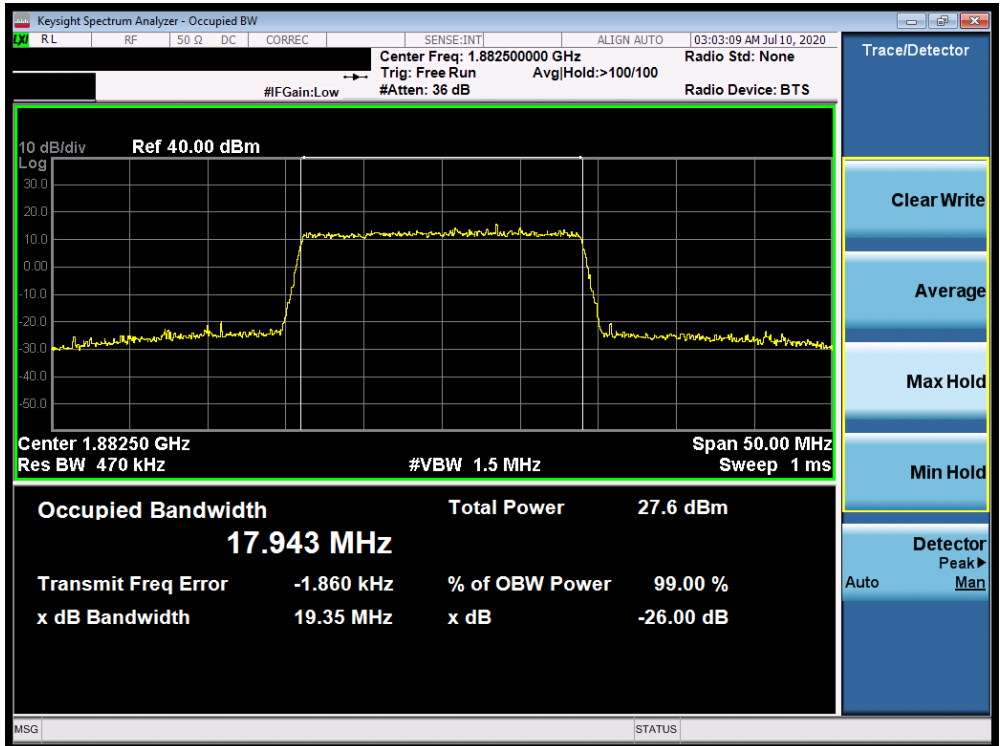 Keysight Spectrum Analyzer - Occupied BW
LXI RL RF 50 Ω DC CORREC SENSE:INT ALIGN AUTO 03:03:09 AM Jul 10, 2020
Center Freq: 1.882500000 GHz Radio Std: None
Trig: Free Run Avg|Hold:>100/100
#IFGain:Low #Atten: 36 dB Radio Device: BTS
10 dB/div Ref 40.00 dBm
Log
30.0
20.0
10.0
0.00
-10.0
-20.0
-30.0
-40.0
-50.0
Center 1.88250 GHz Span 50.00 MHz
Res BW 470 kHz #VBW 1.5 MHz Sweep 1 ms
Occupied Bandwidth Total Power 27.6 dBm
17.943 MHz
Transmit Freq Error -1.860 kHz % of OBW Power 99.00 %
x dB Bandwidth 19.35 MHz x dB -26.00 dB
MSG STATUS
Trace/Detector
Clear Write
Average
Max Hold
Min Hold
Detector
Peak▶
Auto Man